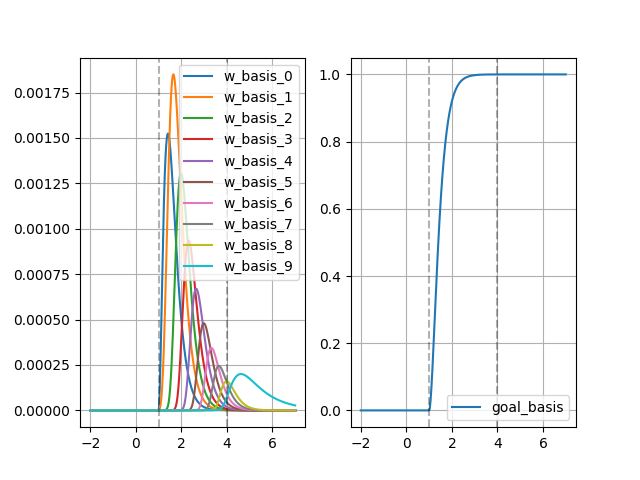 0.00175
0.00150
0.00125
0.00100
0.00075
0.00050
0.00025
0.00000
−2
0
2
4
6
w_basis_0
w_basis_1
w_basis_2
w_basis_3
w_basis_4
w_basis_5
w_basis_6
w_basis_7
w_basis_8
w_basis_9
1.0
0.8
0.6
0.4
0.2
0.0
−2
0
2
4
6
goal_basis